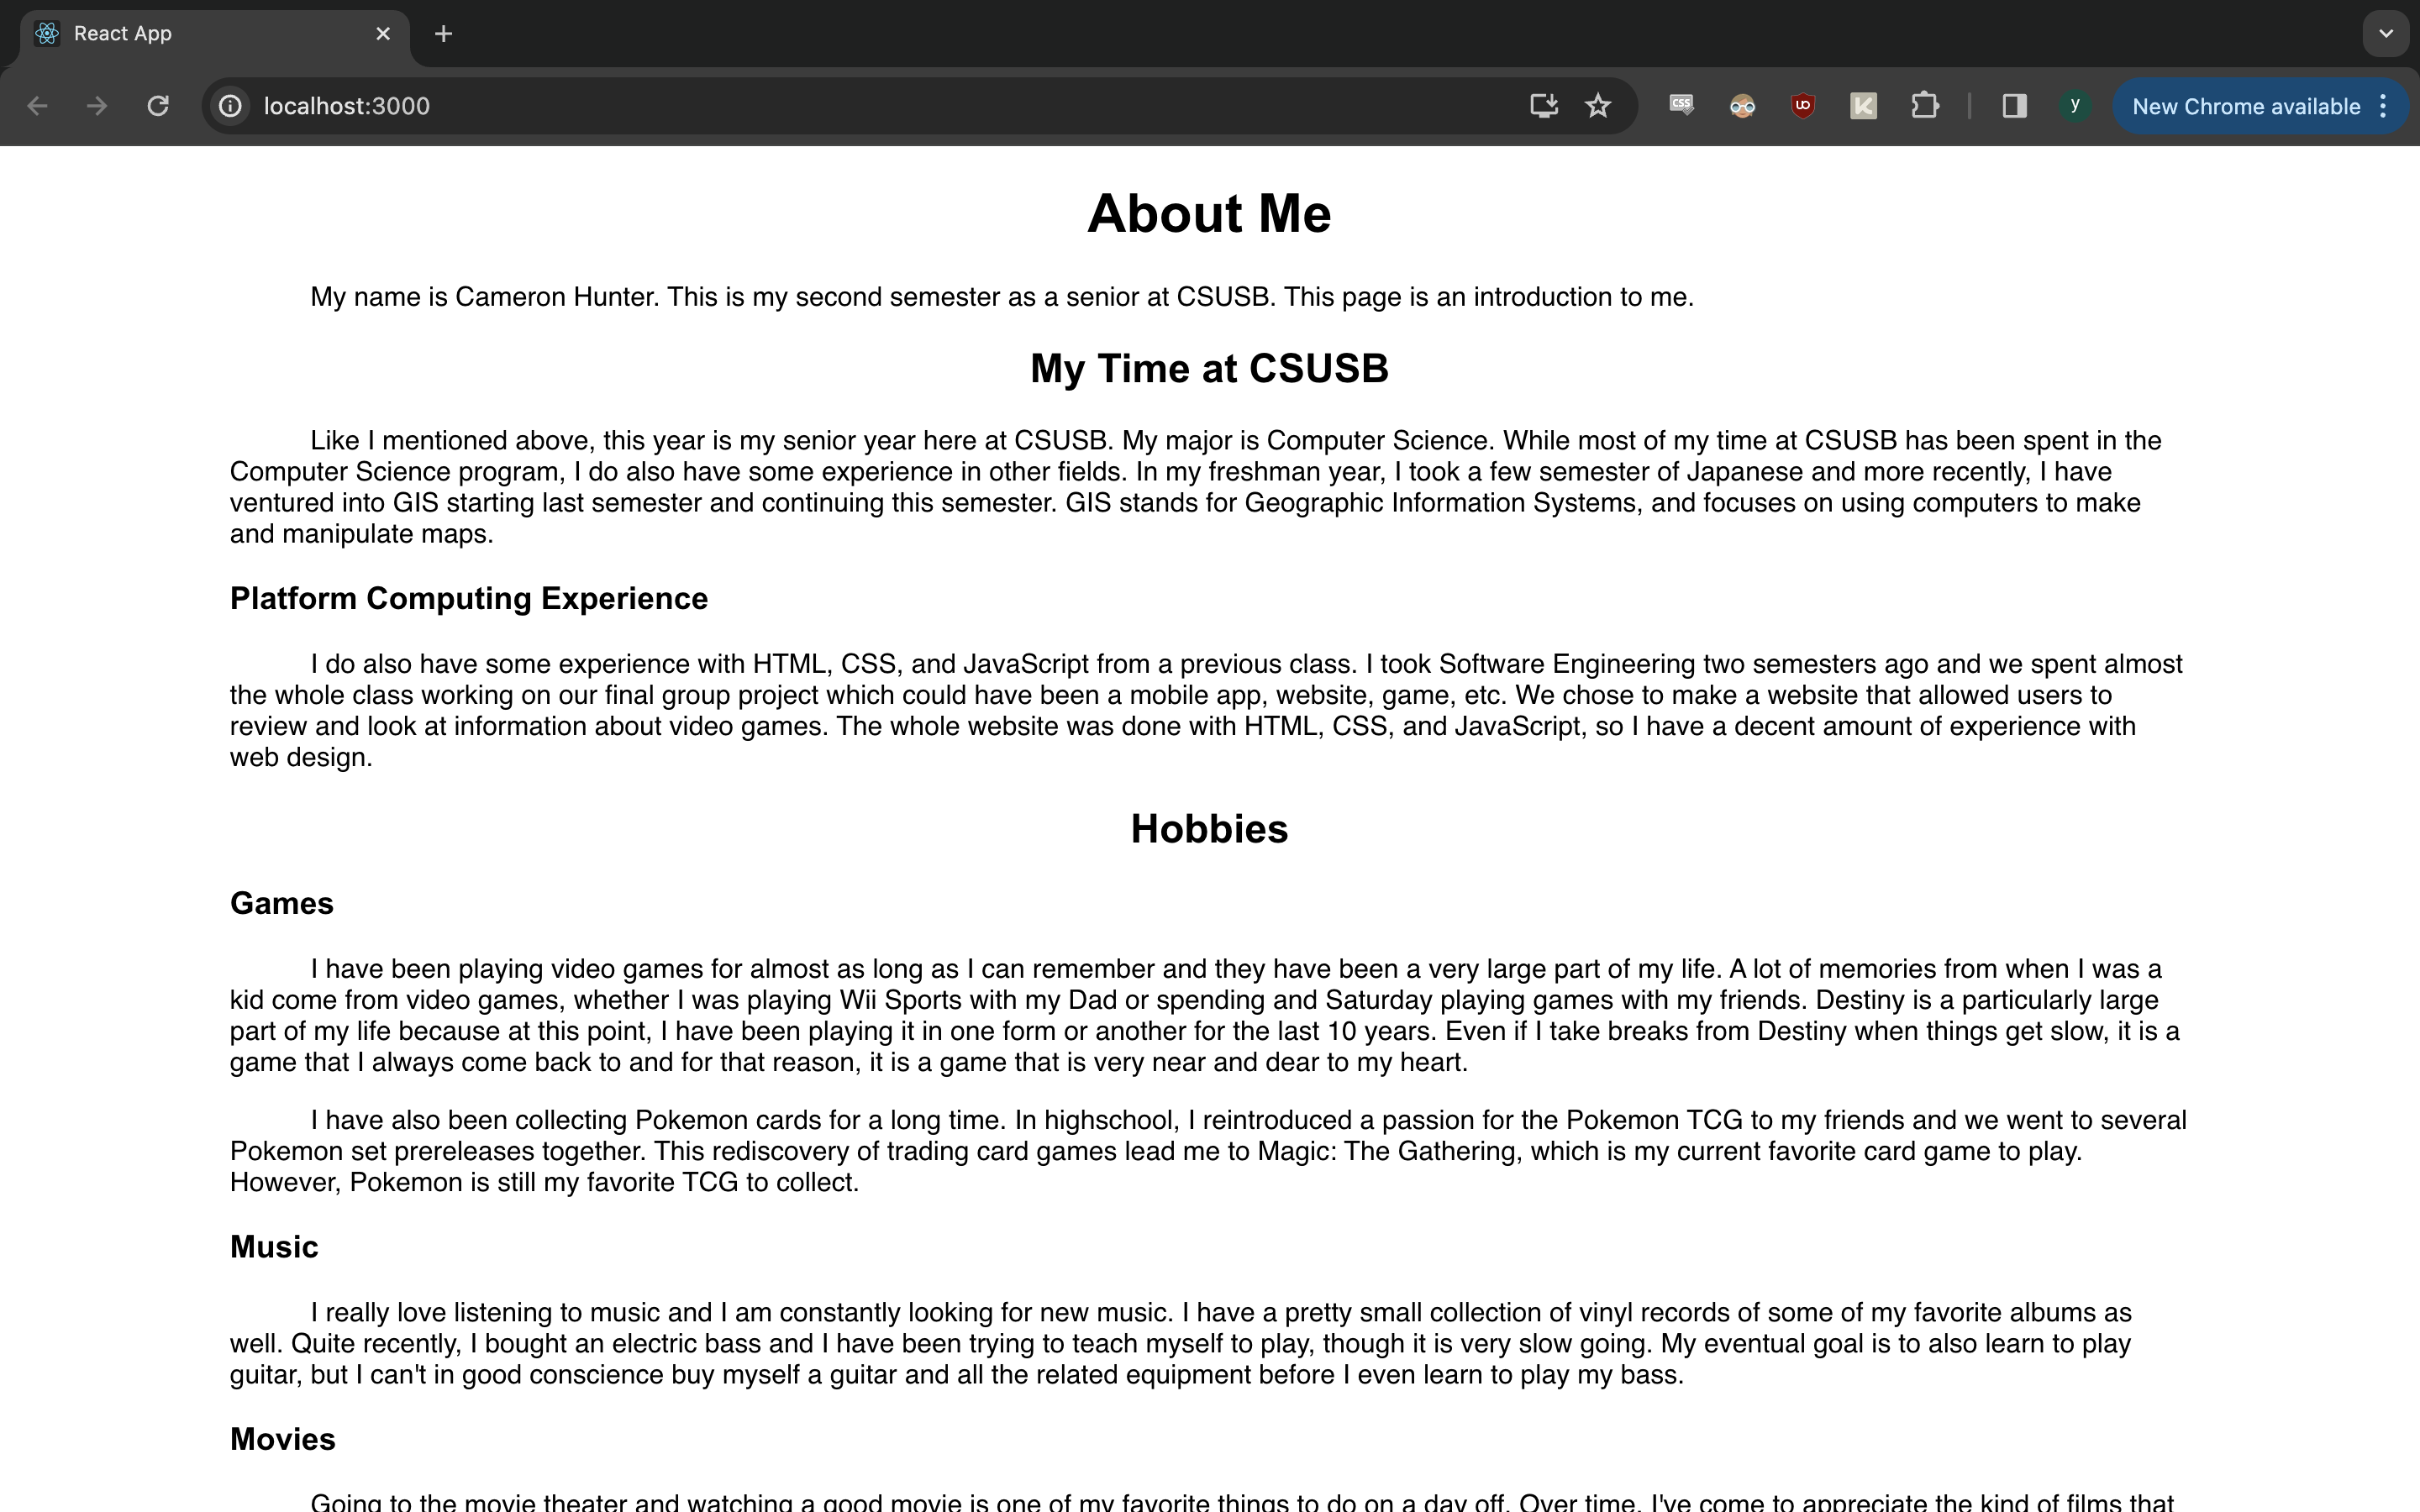 React App
localhost:3000
CSS
UO
K
y
New Chrome available
About Me
My name is Cameron Hunter. This is my second semester as a senior at CSUSB. This page is an introduction to me.
My Time at CSUSB
Like I mentioned above, this year is my senior year here at CSUSB. My major is Computer Science. While most of my time at CSUSB has been spent in the
Computer Science program, I do also have some experience in other fields. In my freshman year, I took a few semester of Japanese and more recently, I have
ventured into GIS starting last semester and continuing this semester. GIS stands for Geographic Information Systems, and focuses on using computers to make
and manipulate maps.
Platform Computing Experience
I do also have some experience with HTML, CSS, and JavaScript from a previous class. I took Software Engineering two semesters ago and we spent almost
the whole class working on our final group project which could have been a mobile app, website, game, etc. We chose to make a website that allowed users to
review and look at information about video games. The whole website was done with HTML, CSS, and JavaScript, so I have a decent amount of experience with
web design.
Hobbies
Games
I have been playing video games for almost as long as I can remember and they have been a very large part of my life. A lot of memories from when I was a
kid come from video games, whether I was playing Wii Sports with my Dad or spending and Saturday playing games with my friends. Destiny is a particularly large
part of my life because at this point, I have been playing it in one form or another for the last 10 years. Even if I take breaks from Destiny when things get slow, it is a
game that I always come back to and for that reason, it is a game that is very near and dear to my heart.
I have also been collecting Pokemon cards for a long time. In highschool, I reintroduced a passion for the Pokemon TCG to my friends and we went to several
Pokemon set prereleases together. This rediscovery of trading card games lead me to Magic: The Gathering, which is my current favorite card game to play.
However, Pokemon is still my favorite TCG to collect.
Music
I really love listening to music and I am constantly looking for new music. I have a pretty small collection of vinyl records of some of my favorite albums as
well. Quite recently, I bought an electric bass and I have been trying to teach myself to play, though it is very slow going. My eventual goal is to also learn to play
guitar, but I can't in good conscience buy myself a guitar and all the related equipment before I even learn to play my bass.
Movies
Going to the movie theater and watching a good movie is one of my favorite things to do on a day off. Over time, I've come to appreciate the kind of films that